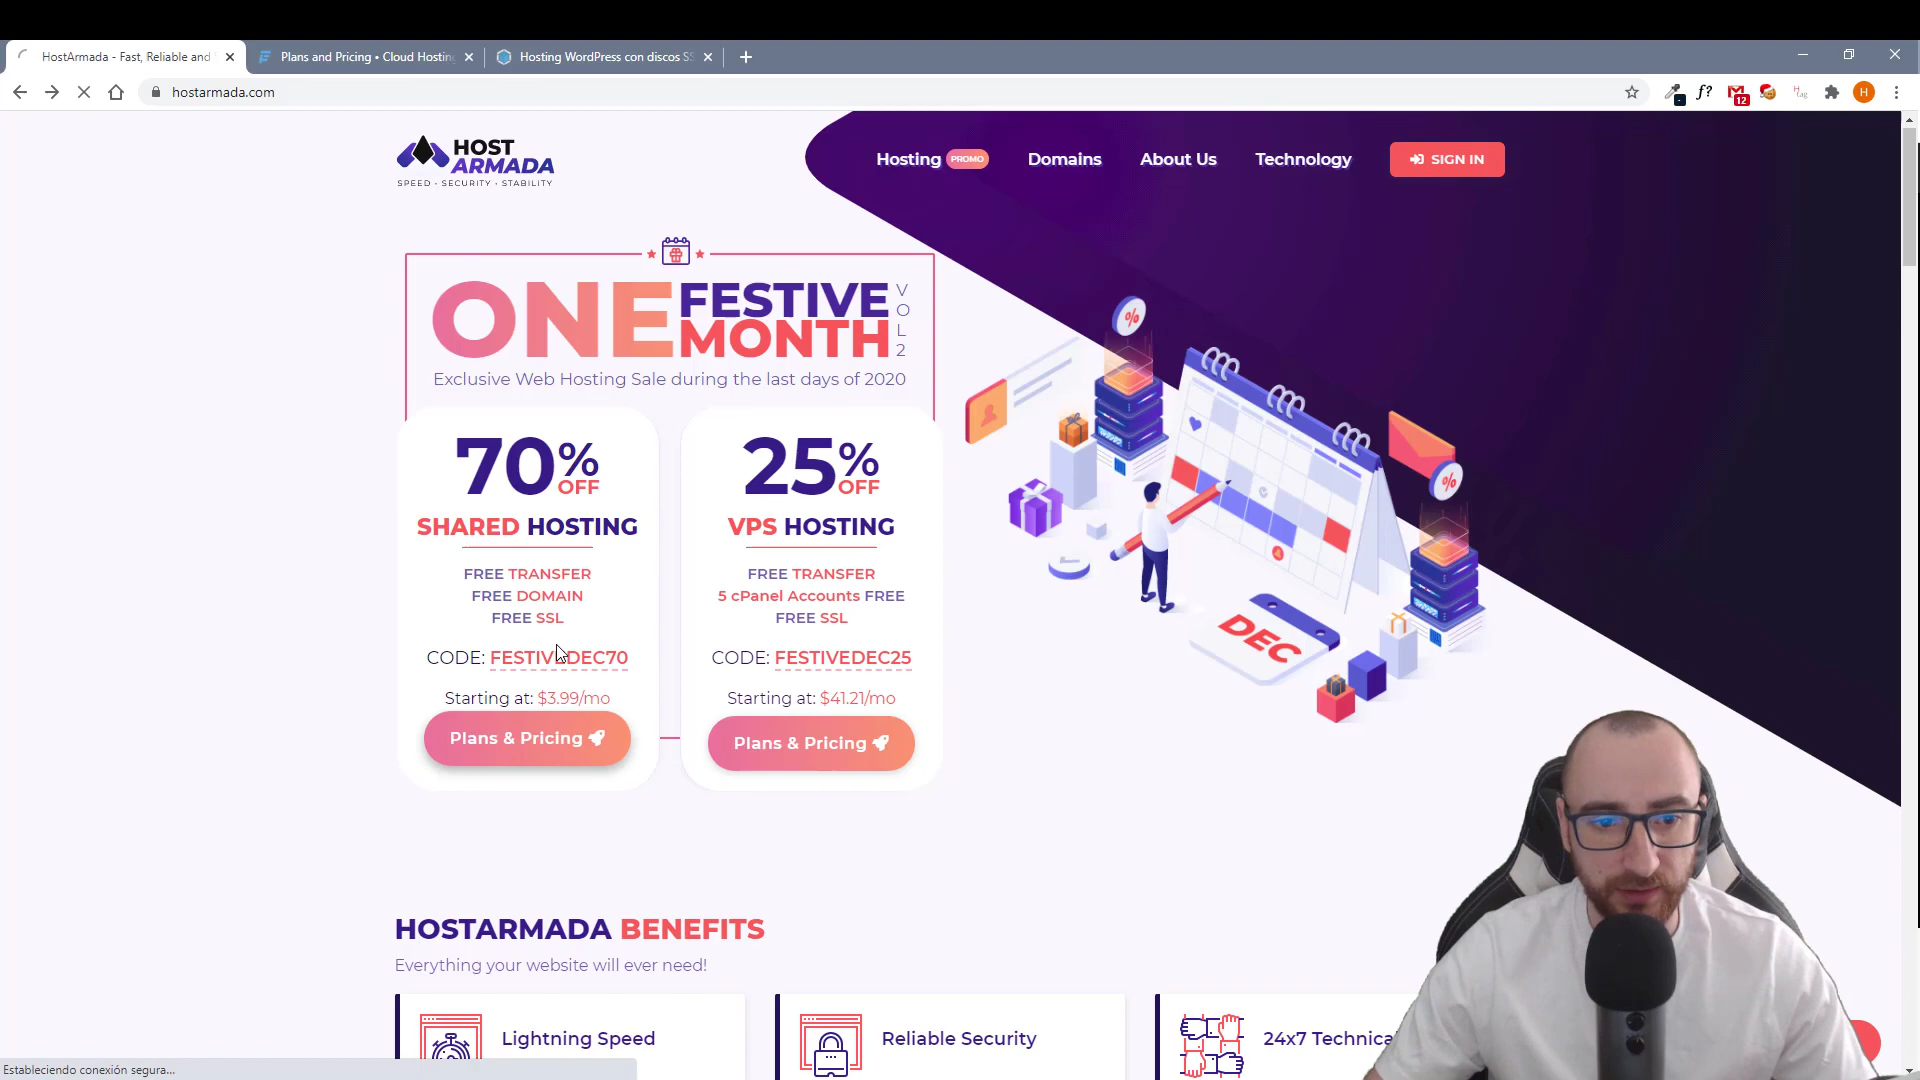 HostArmada - Fast, Reliable and
Plans and Pricing • Cloud Hosting
Hosting WordPress con discos SS
hostarmada.com
f?
12
H
HOST
ARMADA
SPEED - SECURITY - STABILITY
Hosting PROMO
Domains
About Us
Technology
SIGN IN
ONE FESTIVE MONTH VOL 2
Exclusive Web Hosting Sale during the last days of 2020
70% OFF
SHARED HOSTING
FREE TRANSFER
FREE DOMAIN
FREE SSL
CODE: FESTIVEDEC70
Starting at: $3.99/mo
Plans & Pricing
25% OFF
VPS HOSTING
FREE TRANSFER
5 cPanel Accounts FREE
FREE SSL
CODE: FESTIVEDEC25
Starting at: $41.21/mo
Plans & Pricing
%
%
DEC
HOSTARMADA BENEFITS
Everything your website will ever need!
Lightning Speed
Reliable Security
24x7 Technica
Estableciendo conexión segura...